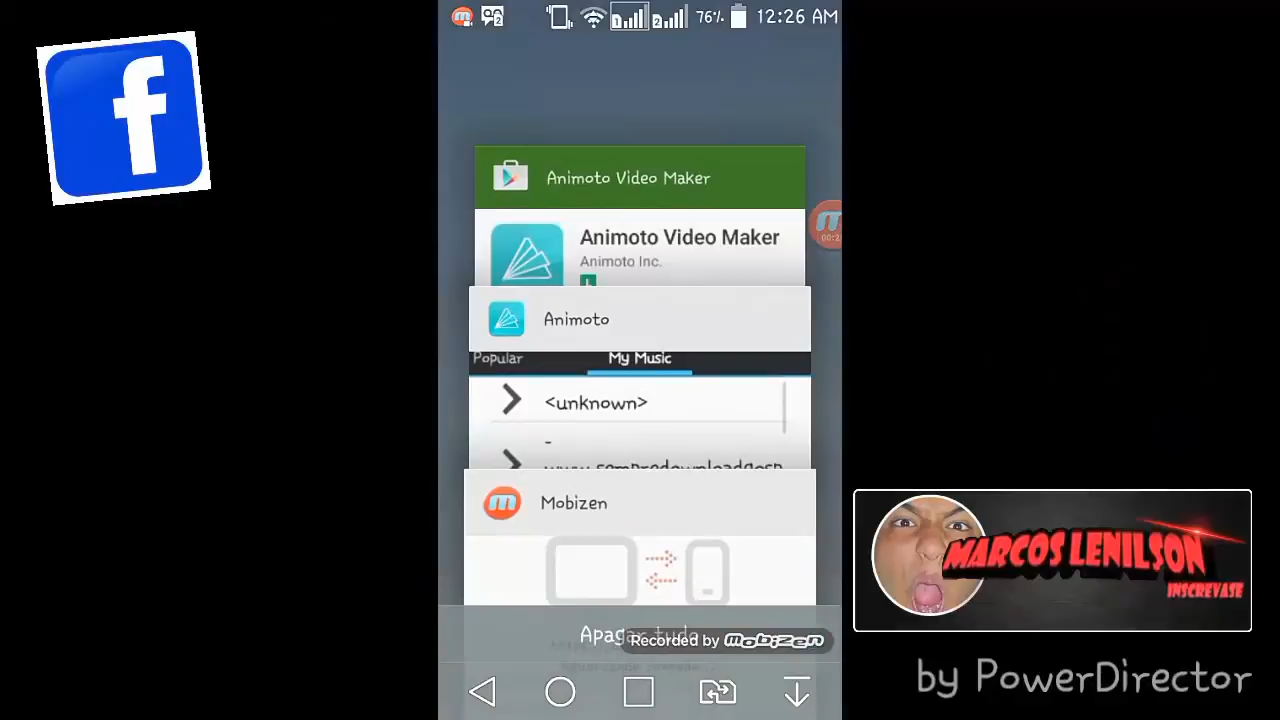 76% 12:26 AM
Animoto Video Maker
Animoto Video Maker
Animoto Inc.
Animoto
Popular My Music
<unknown>
-
Mobizen
Apagar tudo
Recorded by mobizen
MARCOS LENILSON
INSCREVASE
by PowerDirector